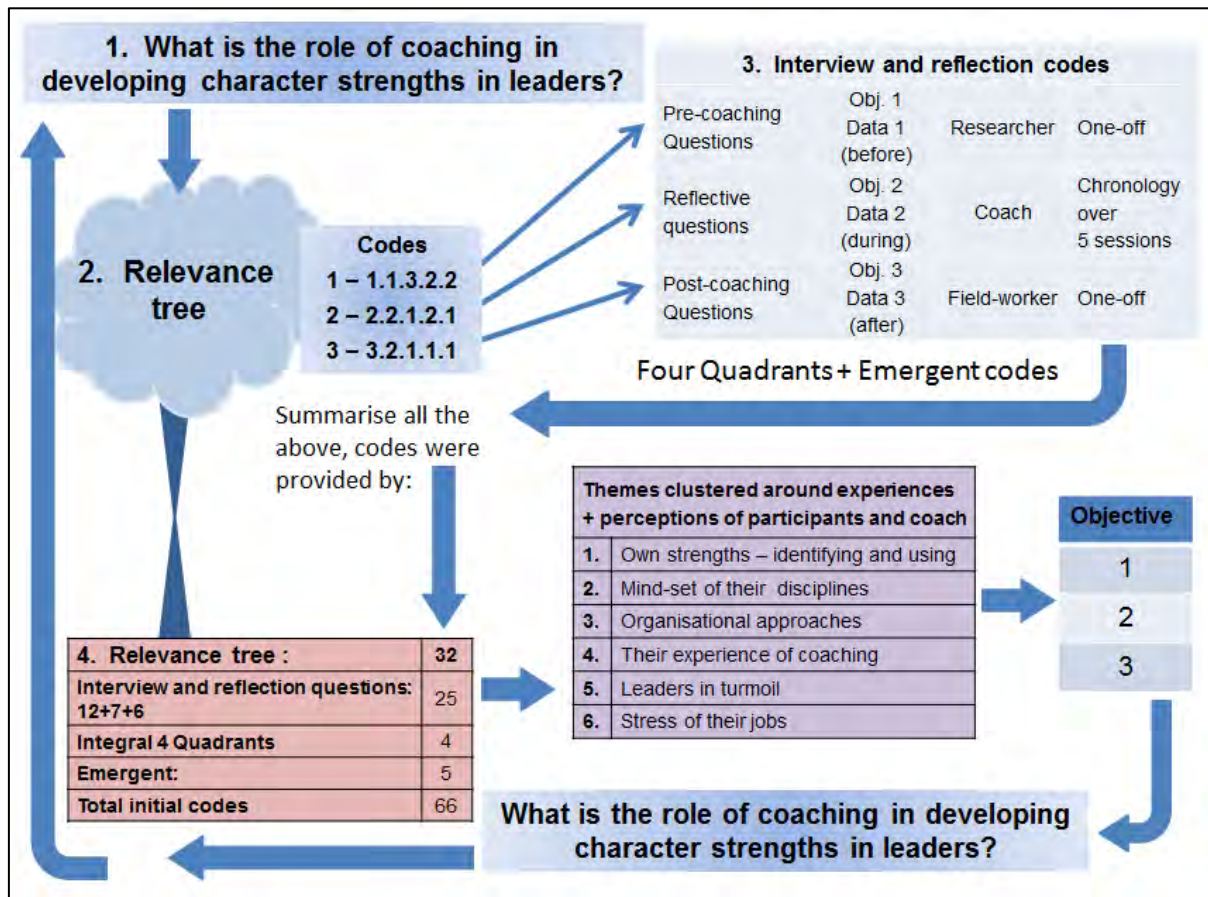 1. What is the role of coaching in
developing character strengths in leaders?
2. Relevance
tree
Codes
1 – 1.1.3.2.2
2 – 2.2.1.2.1
3 – 3.2.1.1.1
3. Interview and reflection codes
Pre-coaching
Questions
Obj. 1
Data 1
(before)
Researcher
One-off
Reflective
questions
Obj. 2
Data 2
(during)
Coach
Chronology
over
5 sessions
Post-coaching
Questions
Obj. 3
Data 3
(after)
Field-worker
One-off
Four Quadrants + Emergent codes
Summarise all the
above, codes were
provided by:
4. Relevance tree : 32
Interview and reflection questions:
12+7+6 25
Integral 4 Quadrants 4
Emergent: 5
Total initial codes 66
Themes clustered around experiences
+ perceptions of participants and coach
1. Own strengths – identifying and using
2. Mind-set of their disciplines
3. Organisational approaches
4. Their experience of coaching
5. Leaders in turmoil
6. Stress of their jobs
Objective
1
2
3
What is the role of coaching in developing
character strengths in leaders?